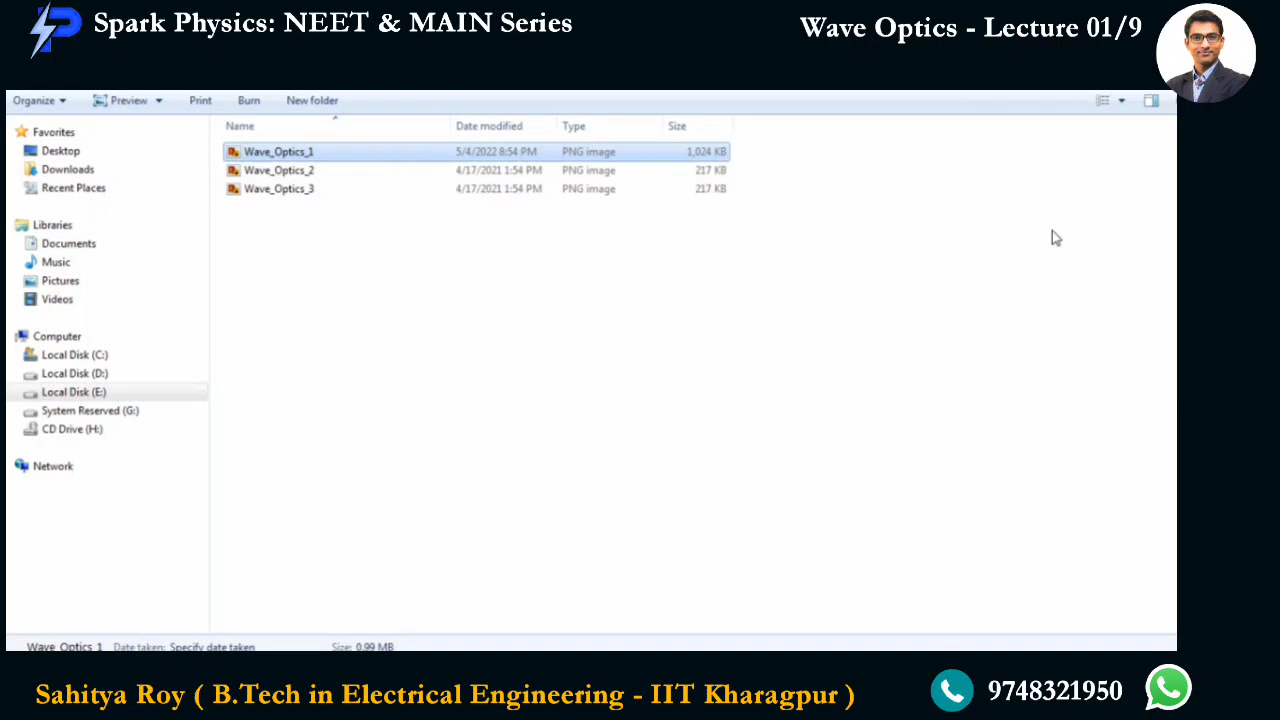 Spark Physics: NEET & MAIN Series
Wave Optics - Lecture 01/9
Organize Preview Print Burn New folder
Name Date modified Type Size
Favorites
Desktop
Downloads
Recent Places
Libraries
Documents
Music
Pictures
Videos
Computer
Local Disk (C:)
Local Disk (D:)
Local Disk (E:)
System Reserved (G:)
CD Drive (H:)
Network
Wave_Optics_1 5/4/2022 8:54 PM PNG image 1,024 KB
Wave_Optics_2 4/17/2021 1:54 PM PNG image 217 KB
Wave_Optics_3 4/17/2021 1:54 PM PNG image 217 KB
Wave_Optics_1 Date taken: Specify date taken Size: 0.99 MB
Sahitya Roy ( B.Tech in Electrical Engineering - IIT Kharagpur )
9748321950